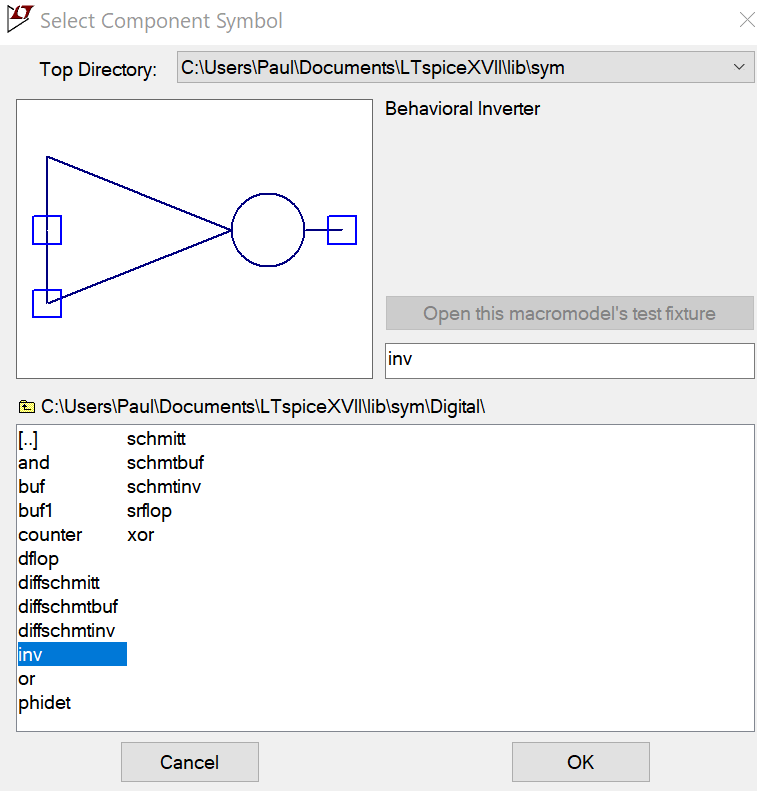 Select Component Symbol
Top Directory: C:\Users\Paul\Documents\LTspiceXVII\lib\sym
Behavioral Inverter
Open this macromodel's test fixture
inv
C:\Users\Paul\Documents\LTspiceXVII\lib\sym\Digital\
[..]
and
buf
buf1
counter
dflop
diffschmitt
diffschmtbuf
diffschmtinv
inv
or
phidet
schmitt
schmtbuf
schmtinv
srflop
xor
Cancel
OK